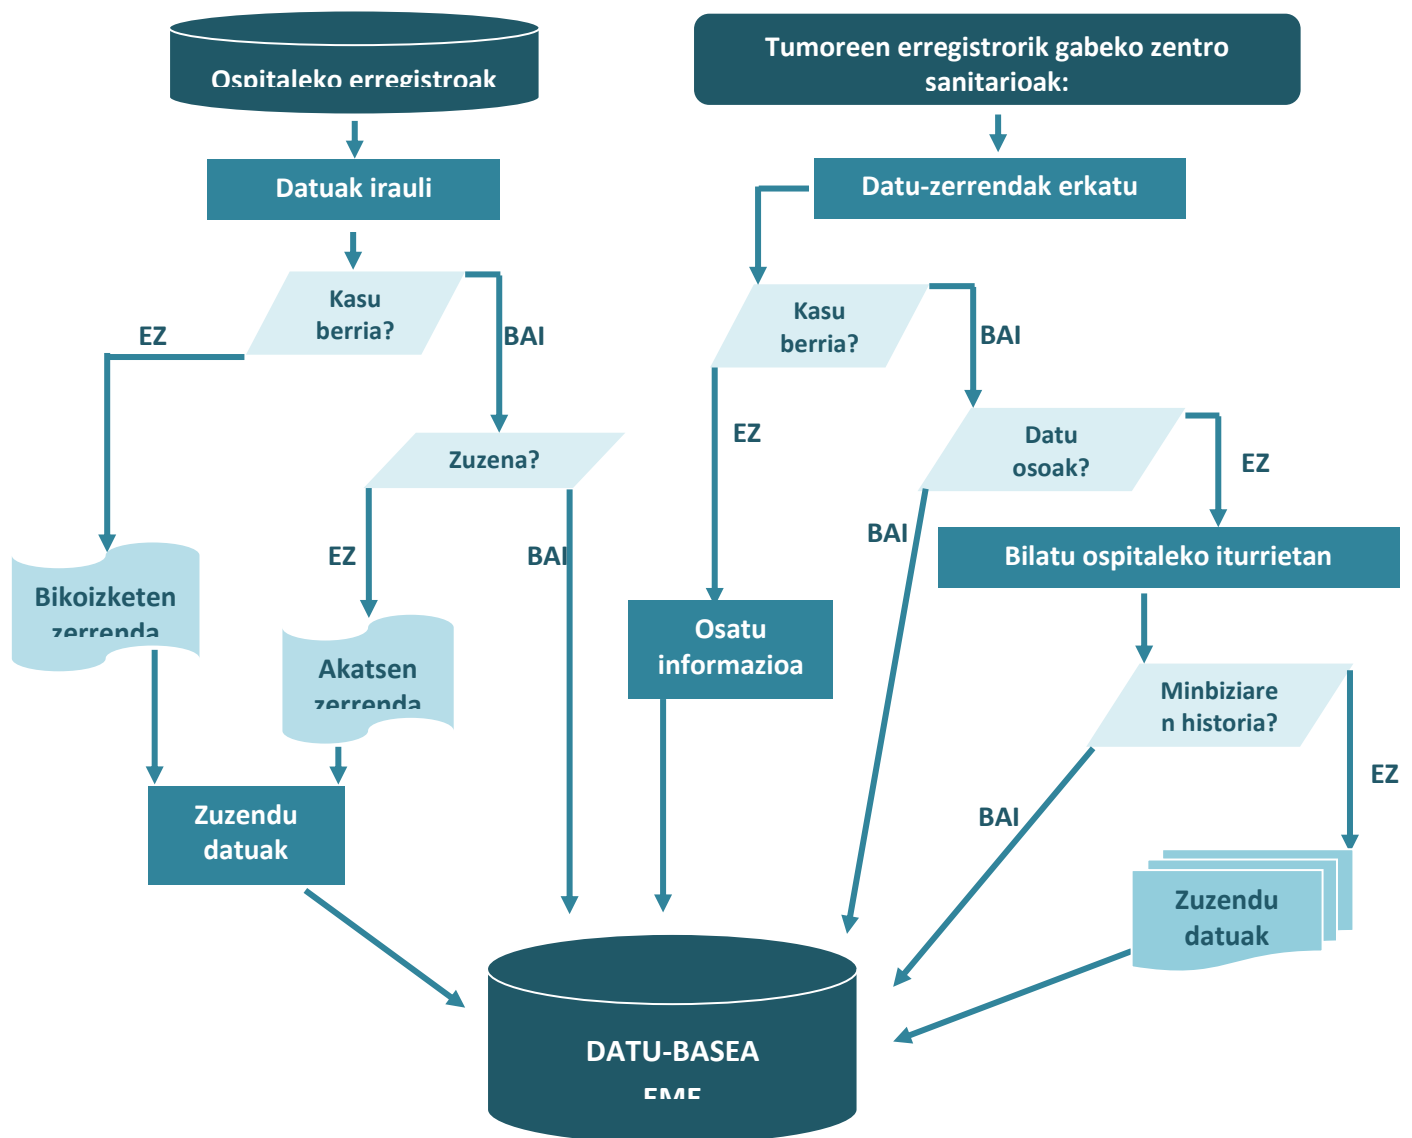 Ospitaleko erregistroak
Tumoreen erregistrorik gabeko zentro
sanitarioak:
Datuak irauli
Datu-zerrendak erkatu
Kasu
berria?
EZ
BAI
Kasu
berria?
BAI
EZ
Zuzena?
Datu
osoak?
EZ
EZ
BAI
BAI
Bilatu ospitaleko iturrietan
Bikoizketen
zerrenda
Akatsen
zerrenda
Osatu
informazioa
Minbiziare
n historia?
EZ
BAI
Zuzendu
datuak
Zuzendu
datuak
DATU-BASEA